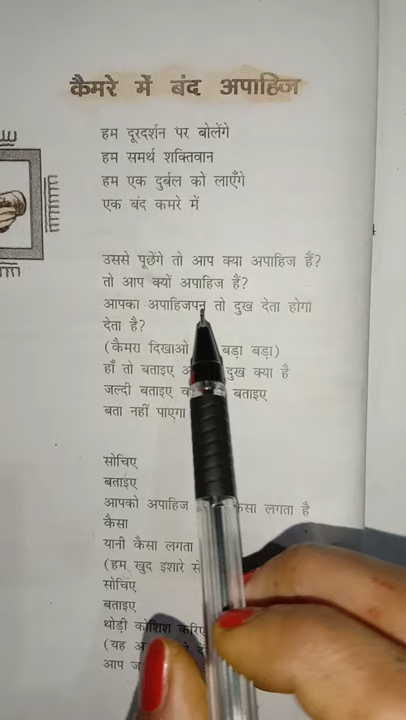 कैमरे में बंद अपाहिज
हम दूरदर्शन पर बोलेंगे
हम समर्थ शक्तिवान
हम एक दुर्बल को लाएँगे
एक बंद कमरे में
उससे पूछेंगे तो आप क्या अपाहिज हैं?
तो आप क्यों अपाहिज हैं?
आपका अपाहिजपन तो दुख देता होगा
देता है?
(कैमरा दिखाओ बड़ा बड़ा)
हाँ तो बताइए दुख क्या है
जल्दी बताइए बताइए
बता नहीं पाएगा
सोचिए
बताइए
आपको अपाहिज लगता है
कैसा
यानी कैसा लगता
(हम खुद इशारे से
सोचिए
बताइए
थोड़ी कोशिश करिए
(यह
आप